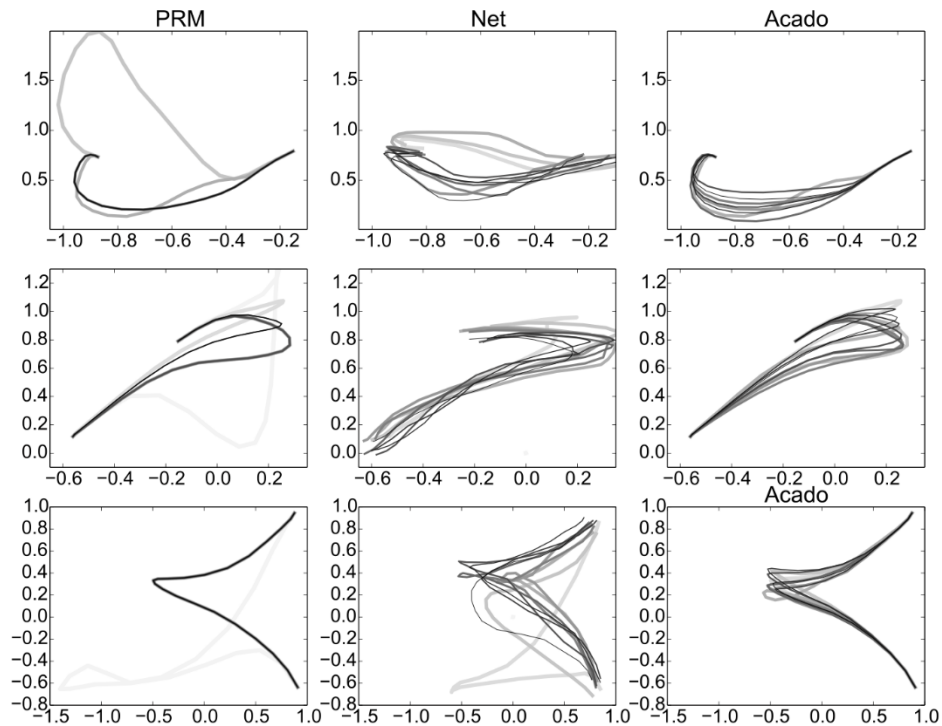 PRM Net Acado
1.5 1.5 1.5
1.0 1.0 1.0
0.5 0.5 0.5
−1.0 −0.8 −0.6 −0.4 −0.2 −1.0 −0.8 −0.6 −0.4 −0.2 −1.0 −0.8 −0.6 −0.4 −0.2
1.2 1.2 1.2
1.0 1.0 1.0
0.8 0.8 0.8
0.6 0.6 0.6
0.4 0.4 0.4
0.2 0.2 0.2
0.0 0.0 0.0
−0.6 −0.4 −0.2 0.0 0.2 −0.6 −0.4 −0.2 0.0 0.2 −0.6 −0.4 −0.2 0.0 0.2
Acado
1.0 1.0 1.0
0.8 0.8 0.8
0.6 0.6 0.6
0.4 0.4 0.4
0.2 0.2 0.2
0.0 0.0 0.0
−0.2 −0.2 −0.2
−0.4 −0.4 −0.4
−0.6 −0.6 −0.6
−0.8 −0.8 −0.8
−1.5 −1.0 −0.5 0.0 0.5 1.0 −1.5 −1.0 −0.5 0.0 0.5 1.0 −1.5 −1.0 −0.5 0.0 0.5 1.0